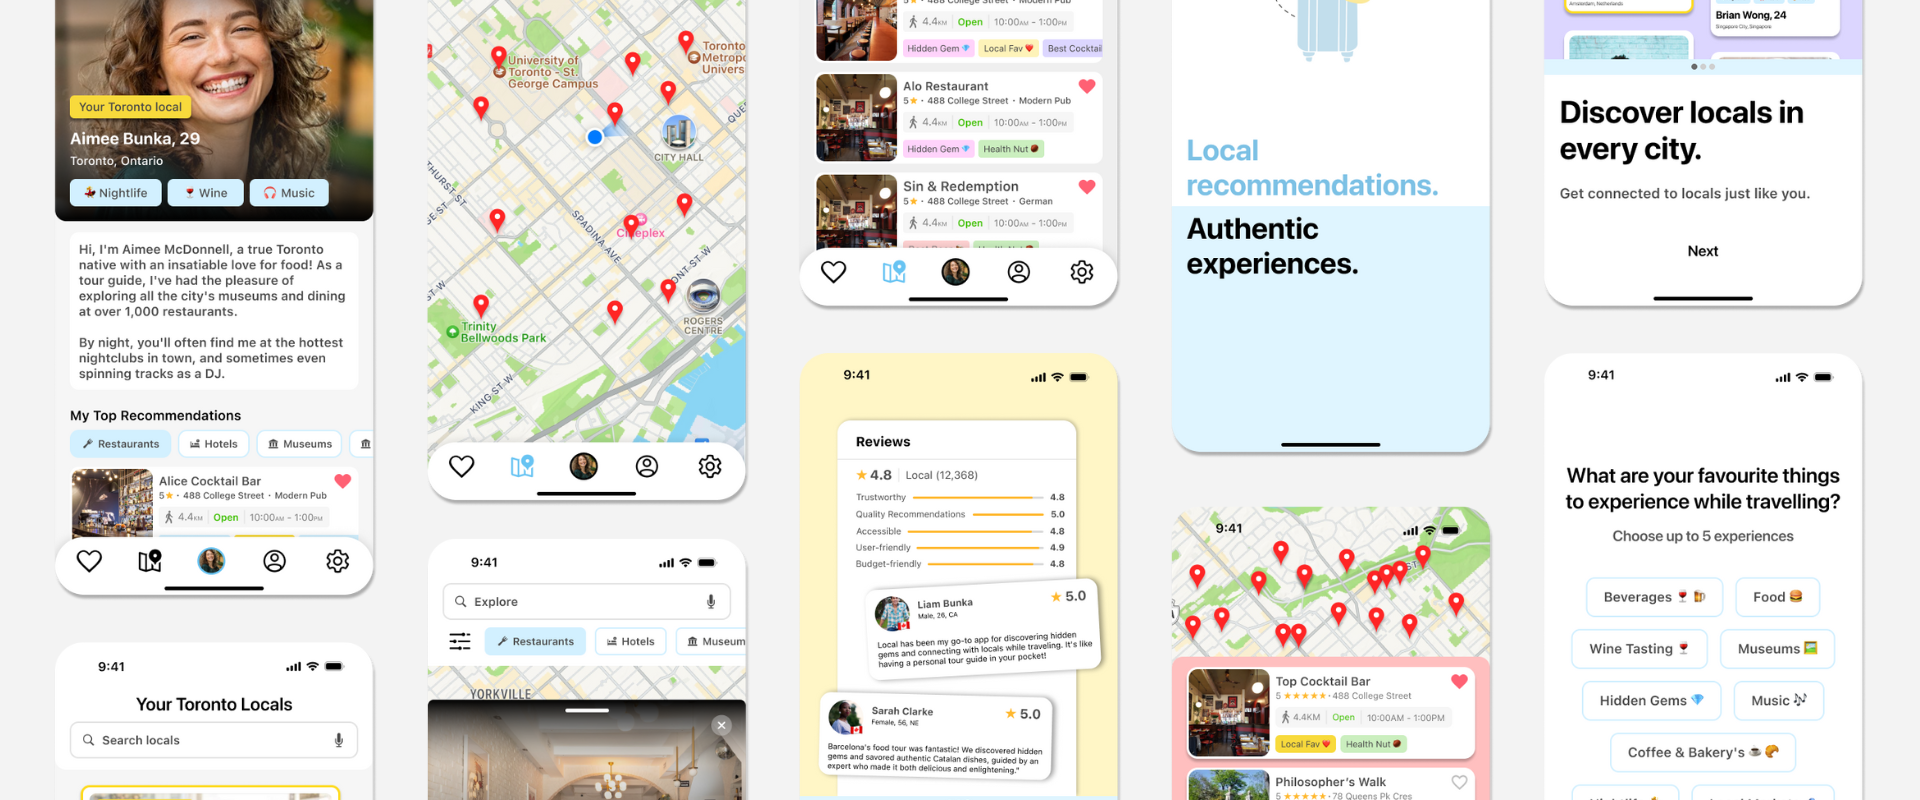 Your Toronto local
Aimee Bunka, 29
Toronto, Ontario
Nightlife
Wine
Music
Hi, I'm Aimee McDonnell, a true Toronto
native with an insatiable love for food! As a
tour guide, I've had the pleasure of
exploring all the city's museums and dining
at over 1,000 restaurants.
By night, you'll often find me at the hottest
nightclubs in town, and sometimes even
spinning tracks as a DJ.
My Top Recommendations
Restaurants
Hotels
Museums
Alice Cocktail Bar
5★ · 488 College Street · Modern Pub
4.4KM
Open
10:00AM - 1:00PM
9:41
Your Toronto Locals
Search locals
University of
Toronto - St.
George Campus
Toronto
Metropo
Univers
QUE
CITY HALL
THURST ST
GE ST W
SPADINA AVE
Cineplex
ONT ST W
ST W
ROGERS
CENTRE
Trinity
Bellwoods Park
KING ST W
9:41
Explore
Restaurants
Hotels
Museum
YORKVILLE
4.4KM
Open
10:00AM - 1:00PM
Hidden Gem
Local Fav
Best Cocktail
Alo Restaurant
5★ · 488 College Street · Modern Pub
4.4KM
Open
10:00AM - 1:00PM
Hidden Gem
Health Nut
Sin & Redemption
5★ · 488 College Street · German
4.4KM
Open
10:00AM - 1:00PM
9:41
Reviews
★ 4.8
Local (12,368)
Trustworthy 4.8
Quality Recommendations 5.0
Accessible 4.8
User-friendly 4.9
Budget-friendly 4.8
Liam Bunka
Male, 26, CA
★ 5.0
Local has been my go-to app for discovering hidden
gems and connecting with locals while traveling. It's like
having a personal tour guide in your pocket!
Sarah Clarke
Female, 56, NE
★ 5.0
Barcelona's food tour was fantastic! We discovered hidden
gems and savored authentic Catalan dishes, guided by an
expert who made it both delicious and enlightening."
Local
recommendations.
Authentic
experiences.
9:41
ST
Top Cocktail Bar
5 ★★★★★ · 488 College Street
4.4KM
Open
10:00AM - 1:00PM
Local Fav
Health Nut
Philosopher's Walk
5 ★★★★★ · 78 Queens Pk Cres
Amsterdam, Netherlands
Brian Wong, 24
Singapore City, Singapore
Discover locals in
every city.
Get connected to locals just like you.
Next
9:41
What are your favourite things
to experience while travelling?
Choose up to 5 experiences
Beverages
Food
Wine Tasting
Museums
Hidden Gems
Music
Coffee & Bakery's